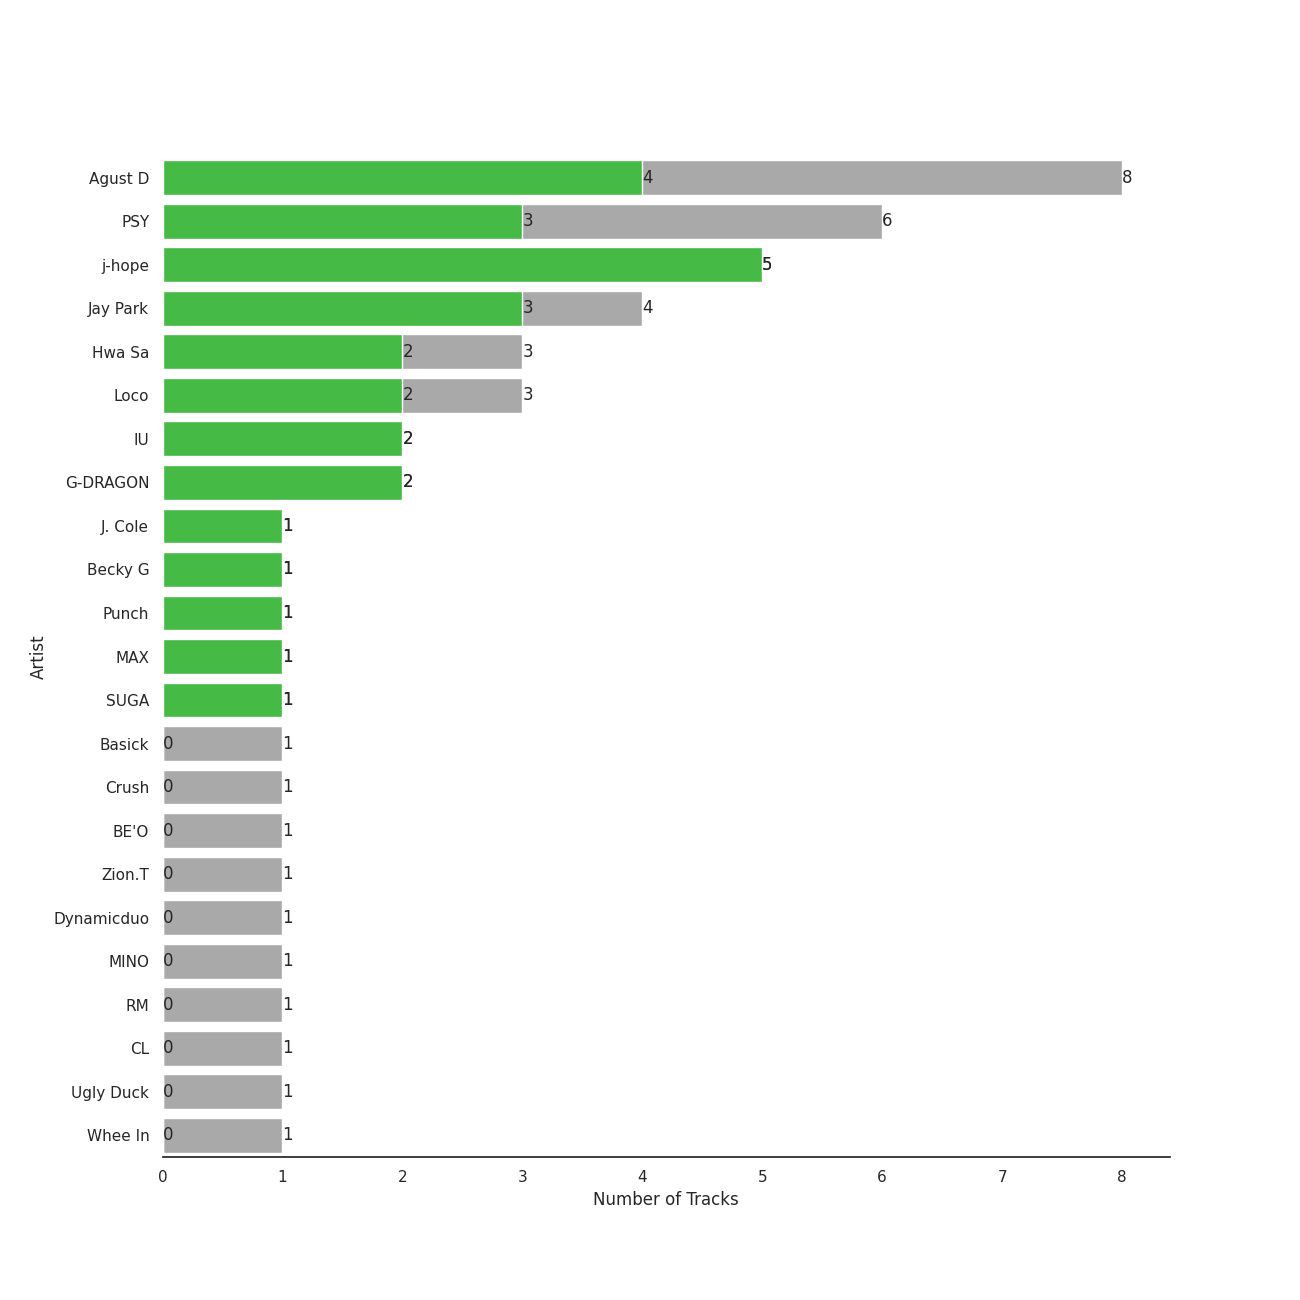 Agust D 4 8
PSY 3 6
j-hope 5
Jay Park 3 4
Hwa Sa 2 3
Loco 2 3
IU 2
G-DRAGON 2
J. Cole 1
Becky G 1
Punch 1
MAX 1
SUGA 1
Basick 0 1
Crush 0 1
BE'O 0 1
Zion.T 0 1
Dynamicduo 0 1
MINO 0 1
RM 0 1
CL 0 1
Ugly Duck 0 1
Whee In 0 1
0 1 2 3 4 5 6 7 8
Number of Tracks
Artist